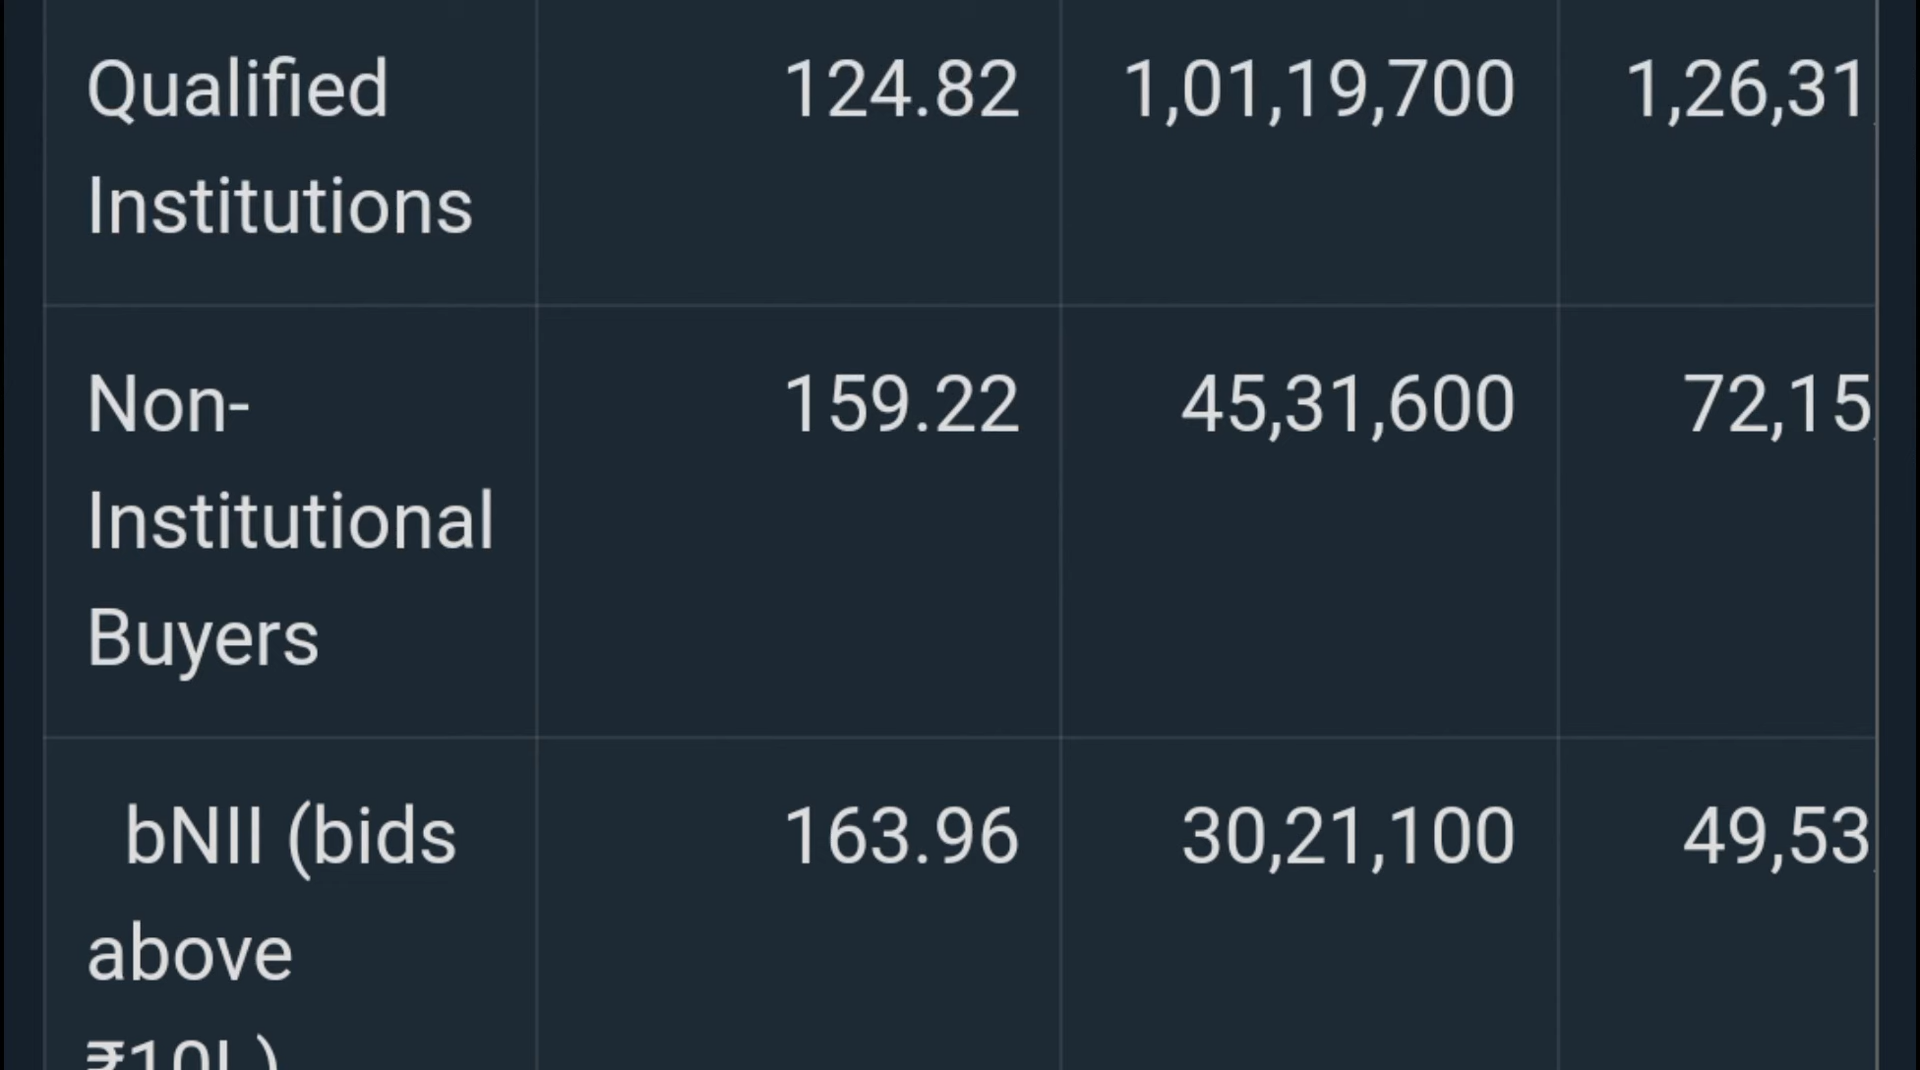 Qualified 124.82 1,01,19,700 1,26,31,
Institutions
Non- 159.22 45,31,600 72,15,
Institutional
Buyers
bNII (bids 163.96 30,21,100 49,53,
above
₹10L)